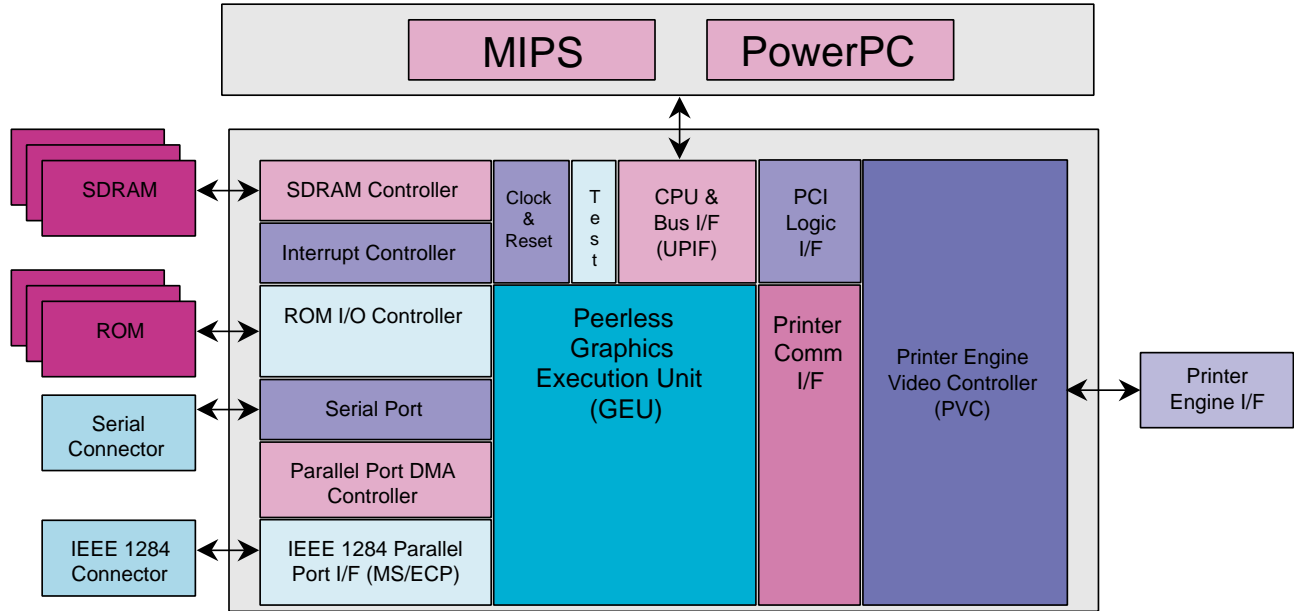 MIPS
PowerPC
SDRAM
SDRAM Controller
Clock
&
Reset
T
e
s
t
CPU &
Bus I/F
(UPIF)
PCI
Logic
I/F
Interrupt Controller
ROM
ROM I/O Controller
Peerless
Graphics
Execution Unit
(GEU)
Printer
Comm
I/F
Printer Engine
Video Controller
(PVC)
Printer
Engine I/F
Serial
Connector
Serial Port
Parallel Port DMA
Controller
IEEE 1284
Connector
IEEE 1284 Parallel
Port I/F (MS/ECP)